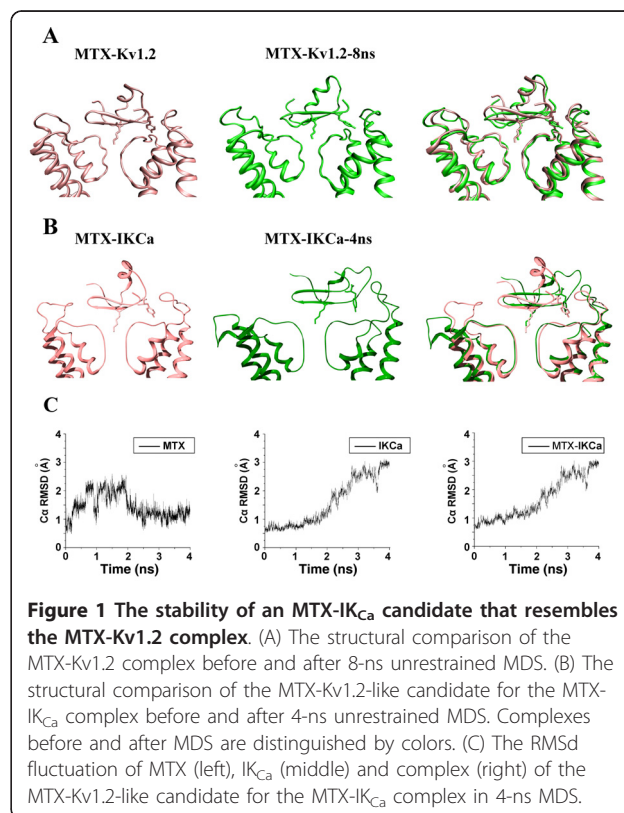 A
MTX-Kv1.2 MTX-Kv1.2-8ns
B
MTX-IKCa MTX-IKCa-4ns
C
4
3
2
1
0
Cα RMSD (Å)
MTX
0 1 2 3 4
Time (ns)
4
3
2
1
0
Cα RMSD (Å)
IKCa
0 1 2 3 4
Time (ns)
4
3
2
1
0
Cα RMSD (Å)
MTX-IKCa
0 1 2 3 4
Time (ns)
Figure 1 The stability of an MTX-IKCa candidate that resembles
the MTX-Kv1.2 complex. (A) The structural comparison of the
MTX-Kv1.2 complex before and after 8-ns unrestrained MDS. (B) The
structural comparison of the MTX-Kv1.2-like candidate for the MTX-
IKCa complex before and after 4-ns unrestrained MDS. Complexes
before and after MDS are distinguished by colors. (C) The RMSd
fluctuation of MTX (left), IKCa (middle) and complex (right) of the
MTX-Kv1.2-like candidate for the MTX-IKCa complex in 4-ns MDS.